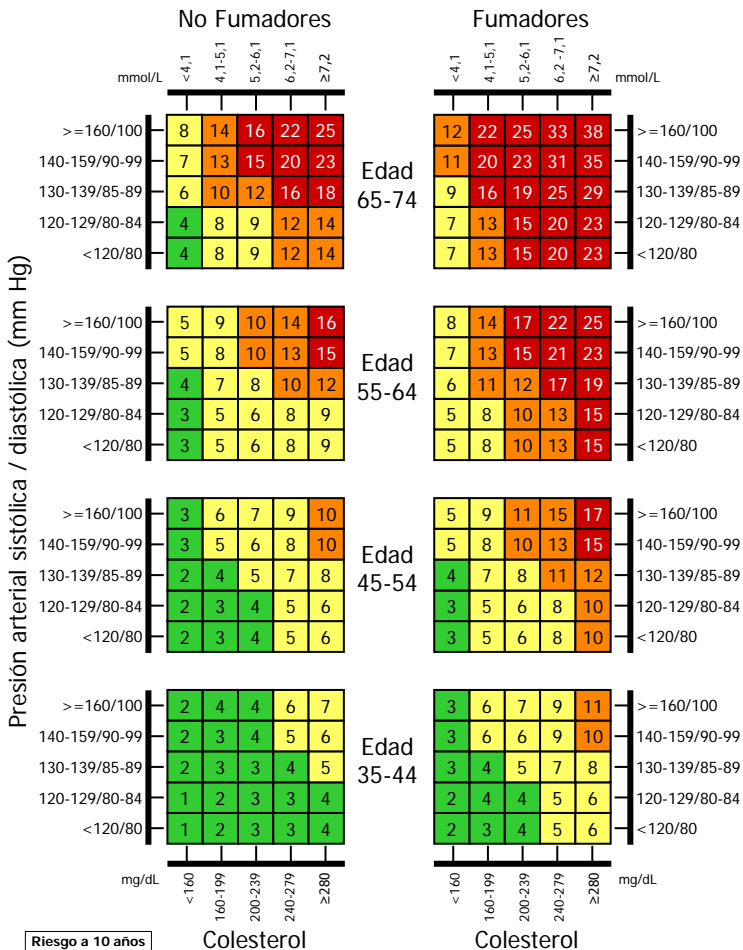 No Fumadores Fumadores
mmol/L <4,1 4,1-5,1 5,2-6,1 6,2-7,1 ≥7,2 <4,1 4,1-5,1 5,2-6,1 6,2-7,1 ≥7,2 mmol/L
Presión arterial sistólica / diastólica (mm Hg)
>=160/100 8 14 16 22 25 12 22 25 33 38 >=160/100
140-159/90-99 7 13 15 20 23 Edad 11 20 23 31 35 140-159/90-99
130-139/85-89 6 10 12 16 18 65-74 9 16 19 25 29 130-139/85-89
120-129/80-84 4 8 9 12 14 7 13 15 20 23 120-129/80-84
<120/80 4 8 9 12 14 7 13 15 20 23 <120/80
>=160/100 5 9 10 14 16 8 14 17 22 25 >=160/100
140-159/90-99 5 8 10 13 15 Edad 7 13 15 21 23 140-159/90-99
130-139/85-89 4 7 8 10 12 55-64 6 11 12 17 19 130-139/85-89
120-129/80-84 3 5 6 8 9 5 8 10 13 15 120-129/80-84
<120/80 3 5 6 8 9 5 8 10 13 15 <120/80
>=160/100 3 6 7 9 10 5 9 11 15 17 >=160/100
140-159/90-99 3 5 6 8 10 Edad 5 8 10 13 15 140-159/90-99
130-139/85-89 2 4 5 7 8 45-54 4 7 8 11 12 130-139/85-89
120-129/80-84 2 3 4 5 6 3 5 6 8 10 120-129/80-84
<120/80 2 3 4 5 6 3 5 6 8 10 <120/80
>=160/100 2 4 4 6 7 3 6 7 9 11 >=160/100
140-159/90-99 2 3 4 5 6 Edad 3 6 6 9 10 140-159/90-99
130-139/85-89 2 3 3 4 5 35-44 3 4 5 7 8 130-139/85-89
120-129/80-84 1 2 3 3 4 2 4 4 5 6 120-129/80-84
<120/80 1 2 3 3 4 2 3 4 5 6 <120/80
mg/dL <160 160-199 200-239 240-279 ≥280 <160 160-199 200-239 240-279 ≥280 mg/dL
Riesgo a 10 años Colesterol Colesterol